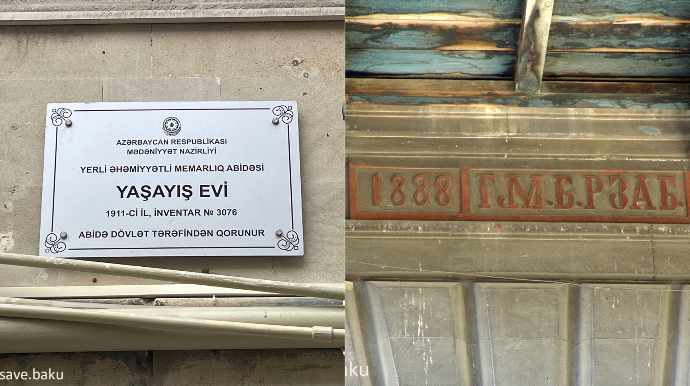 AZƏRBAYCAN RESPUBLİKASI
MƏDƏNİYYƏT NAZİRLİYİ
YERLİ ƏHƏMİYYƏTLİ MEMARLIQ ABİDƏSİ
YAŞAYIŞ EVİ
1911-Cİ İL, İNVENTAR № 3076
ABİDƏ DÖVLƏT TƏRƏFİNDƏN QORUNUR
save.baku
1888 Г.М.Б.РЗАБ.